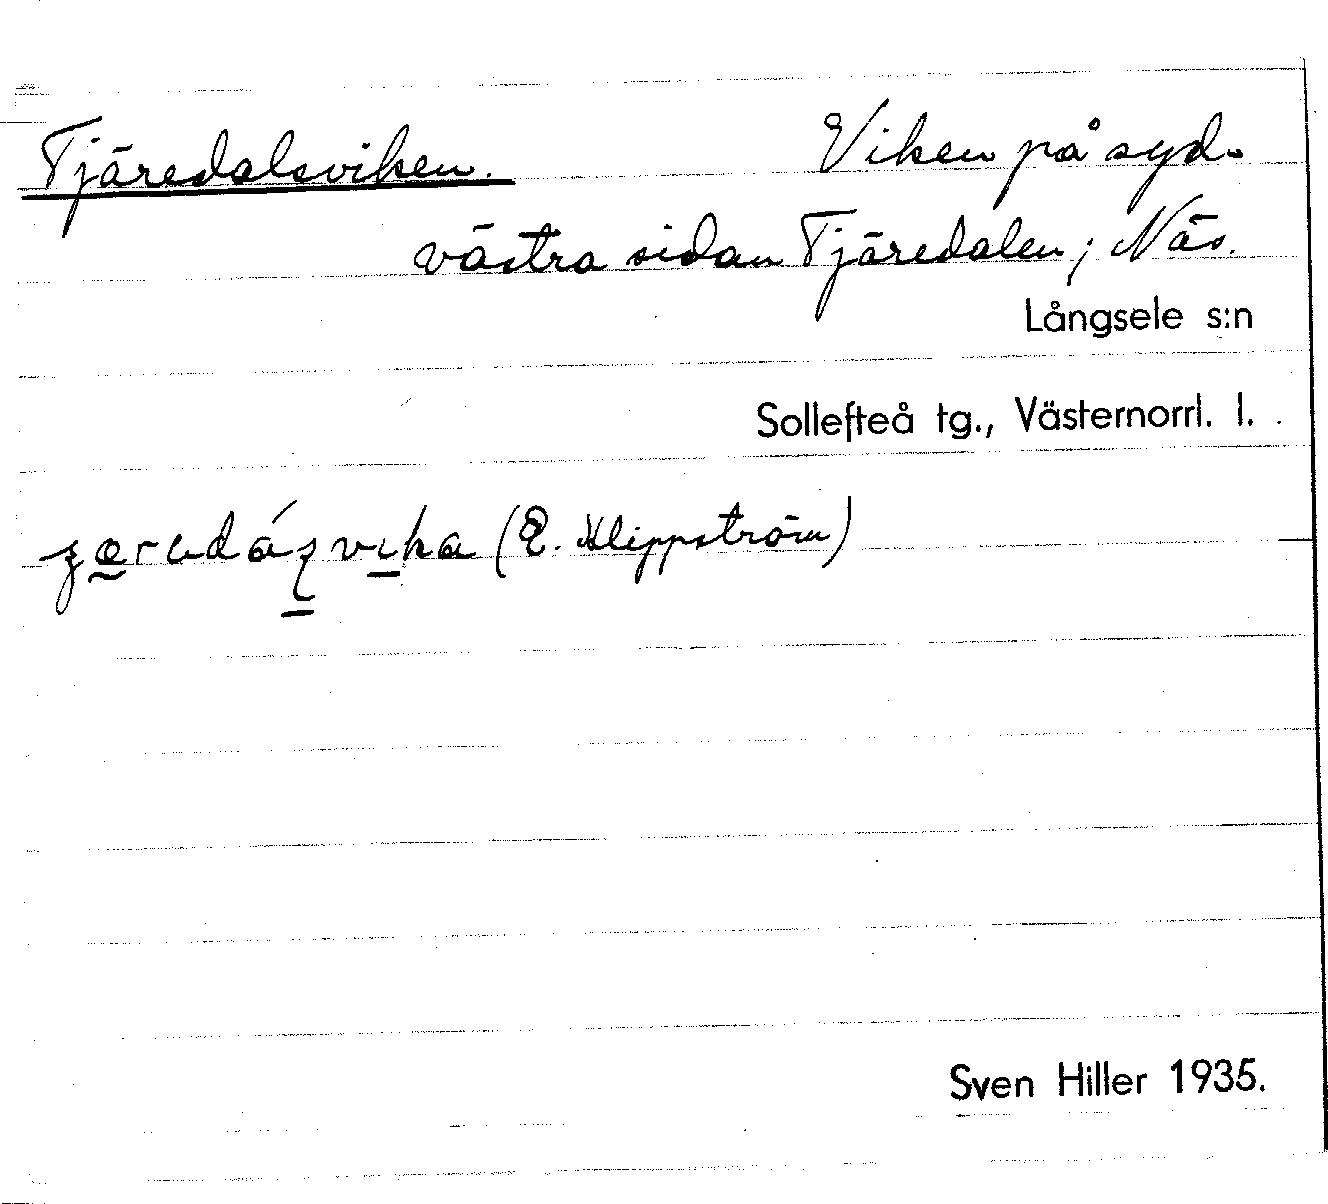 Tjäredalsviken. Viken på syd-
västra sidan Tjäredalen; Näs.
Långsele s:n
Sollefteå tg., Västernorrl. l.
(E. Klippström)
Sven Hiller 1935.